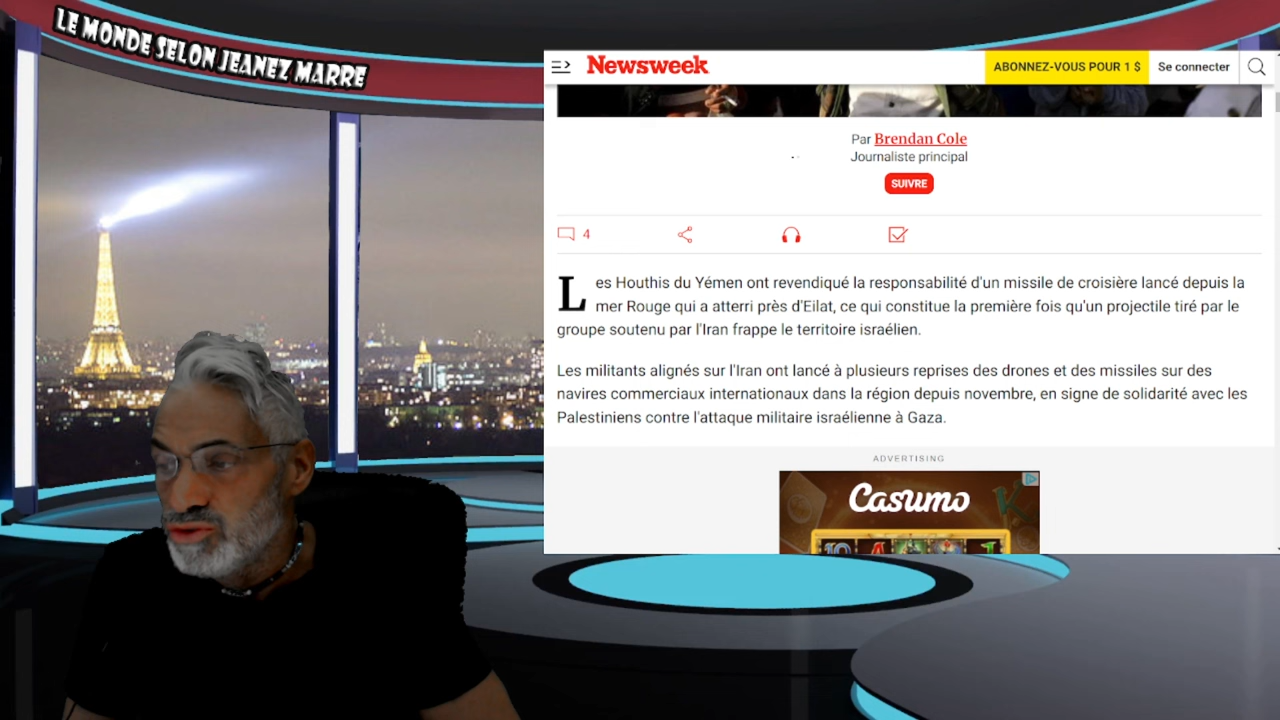 LE MONDE SELON JEANEZ MARRE
Newsweek
ABONNEZ-VOUS POUR 1 $
Se connecter
Par Brendan Cole
Journaliste principal
SUIVRE
4
Les Houthis du Yémen ont revendiqué la responsabilité d'un missile de croisière lancé depuis la
mer Rouge qui a atterri près d'Eilat, ce qui constitue la première fois qu'un projectile tiré par le
groupe soutenu par l'Iran frappe le territoire israélien.
Les militants alignés sur l'Iran ont lancé à plusieurs reprises des drones et des missiles sur des
navires commerciaux internationaux dans la région depuis novembre, en signe de solidarité avec les
Palestiniens contre l'attaque militaire israélienne à Gaza.
ADVERTISING
Casumo